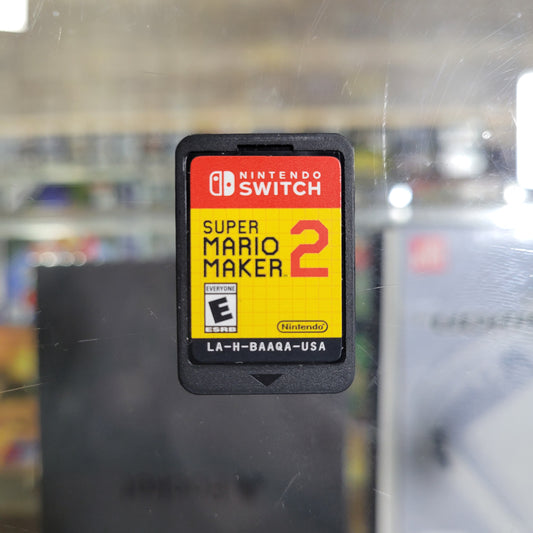 NINTENDO
SWITCH
SUPER
MARIO
MAKER 2
EVERYONE
E
ESRB
Nintendo
LA-H-BAAQA-USA